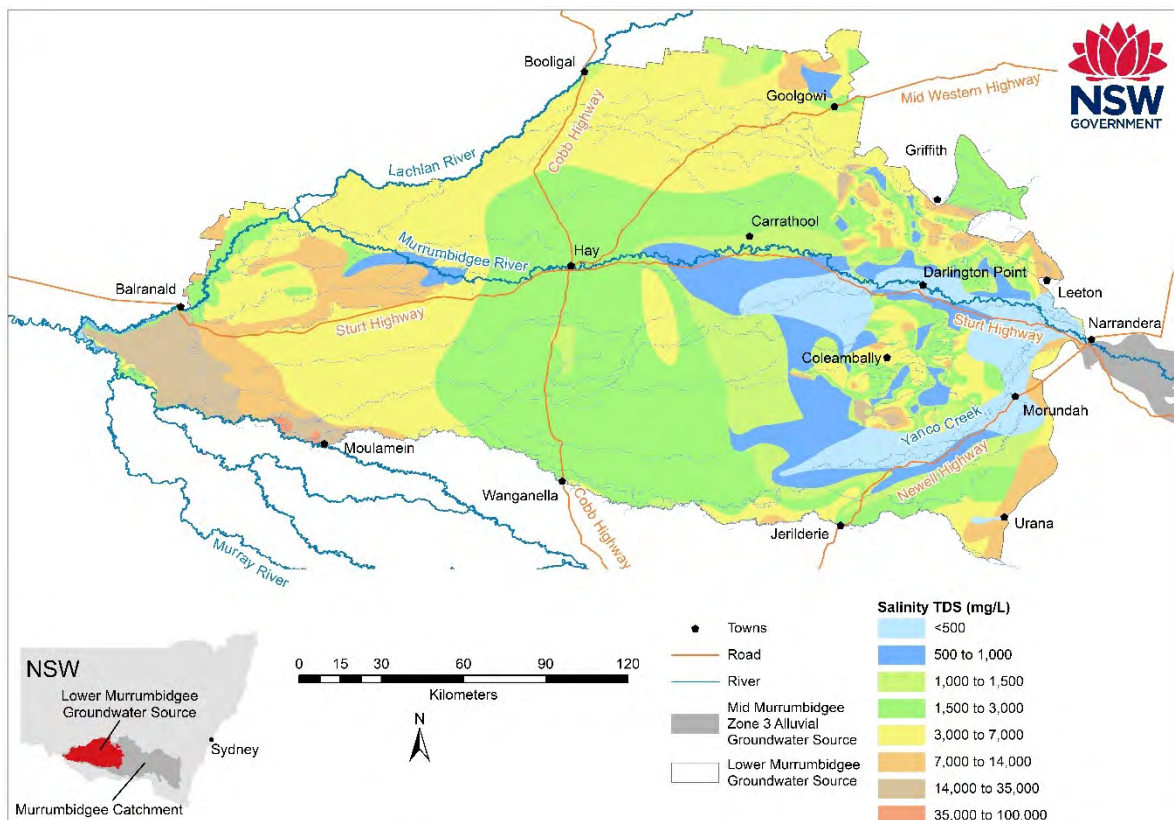 NSW
GOVERNMENT
Booligal
Cobb Highway
Goolgowi
Mid Western Highway
Lachlan River
Griffith
Carrathool
Hay
Murrumbidgee River
Darlington Point
Leeton
Balranald
Sturt Highway
Sturt Highway
Narrandera
Coleambally
Morundah
Yanco Creek
Moulamein
Newell Highway
Wanganella
Cobb Highway
Urana
Jerilderie
Murray River
NSW
Lower Murrumbidgee
Groundwater Source
Sydney
Murrumbidgee Catchment
0 15 30 60 90 120
Kilometers
N
Towns
Road
River
Mid Murrumbidgee
Zone 3 Alluvial
Groundwater Source
Lower Murrumbidgee
Groundwater Source
Salinity TDS (mg/L)
<500
500 to 1,000
1,000 to 1,500
1,500 to 3,000
3,000 to 7,000
7,000 to 14,000
14,000 to 35,000
35,000 to 100,000